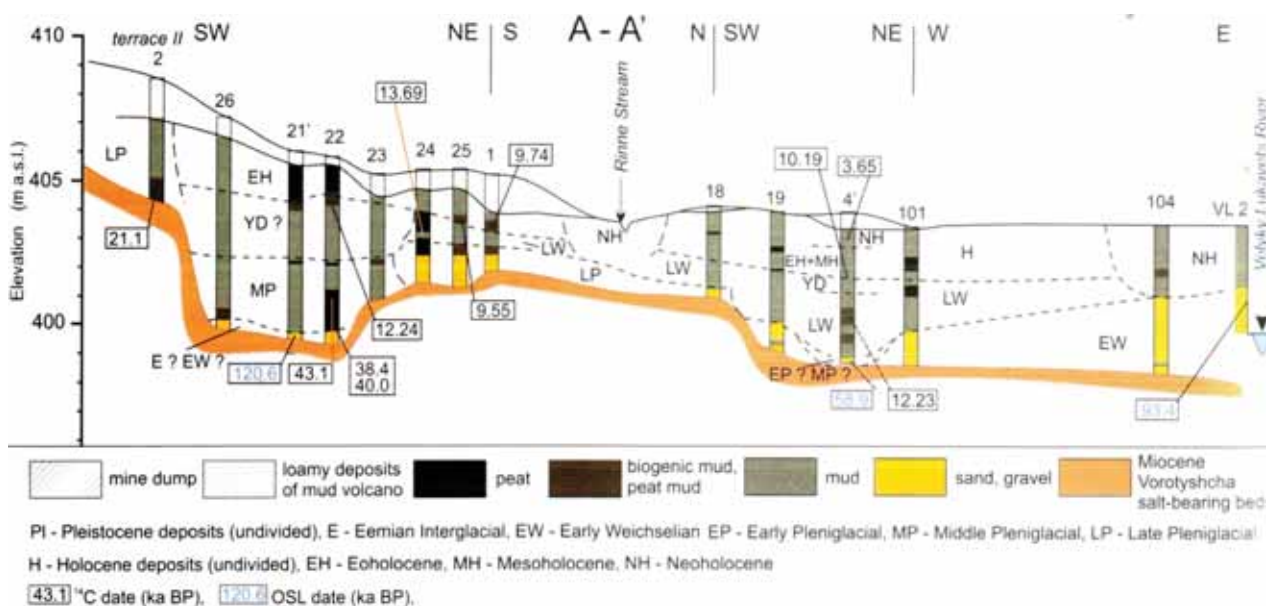 410
terrace II SW
NE | S
A - A'
N | SW
NE | W
E
Elevation (m a.s.l.)
405
400
2
26
21'
22
23
24
25
1
18
19
4'
101
104
VL 2
Rinne Stream
Velsky Lukavets River
13.69
9.74
10.19
3.65
LP
EH
YD ?
MP
LW
NH
LP
LW
NH
EH+MH
YD
LW
H
LW
NH
EW
21.1
12.24
9.55
E ? EW ?
120.6
43.1
38.4
40.0
EP ? MP ?
58.9
12.23
93.4
mine dump
loamy deposits
of mud volcano
peat
biogenic mud,
peat mud
mud
sand, gravel
Miocene
Vorotyshcha
salt-bearing bed
Pl - Pleistocene deposits (undivided), E - Eemian Interglacial, EW - Early Weichselian EP - Early Pleniglacial, MP - Middle Pleniglacial, LP - Late Pleniglacial
H - Holocene deposits (undivided), EH - Eoholocene, MH - Mesoholocene, NH - Neoholocene
43.1 ¹⁴C date (ka BP), 120.6 OSL date (ka BP),